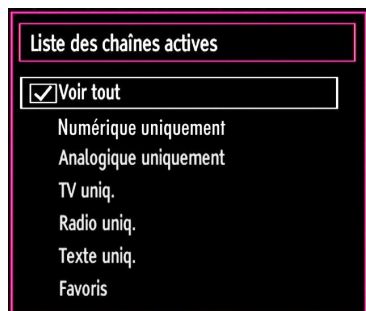 Liste des chaînes actives
Voir tout
Numérique uniquement
Analogique uniquement
TV uniq.
Radio uniq.
Texte uniq.
Favoris